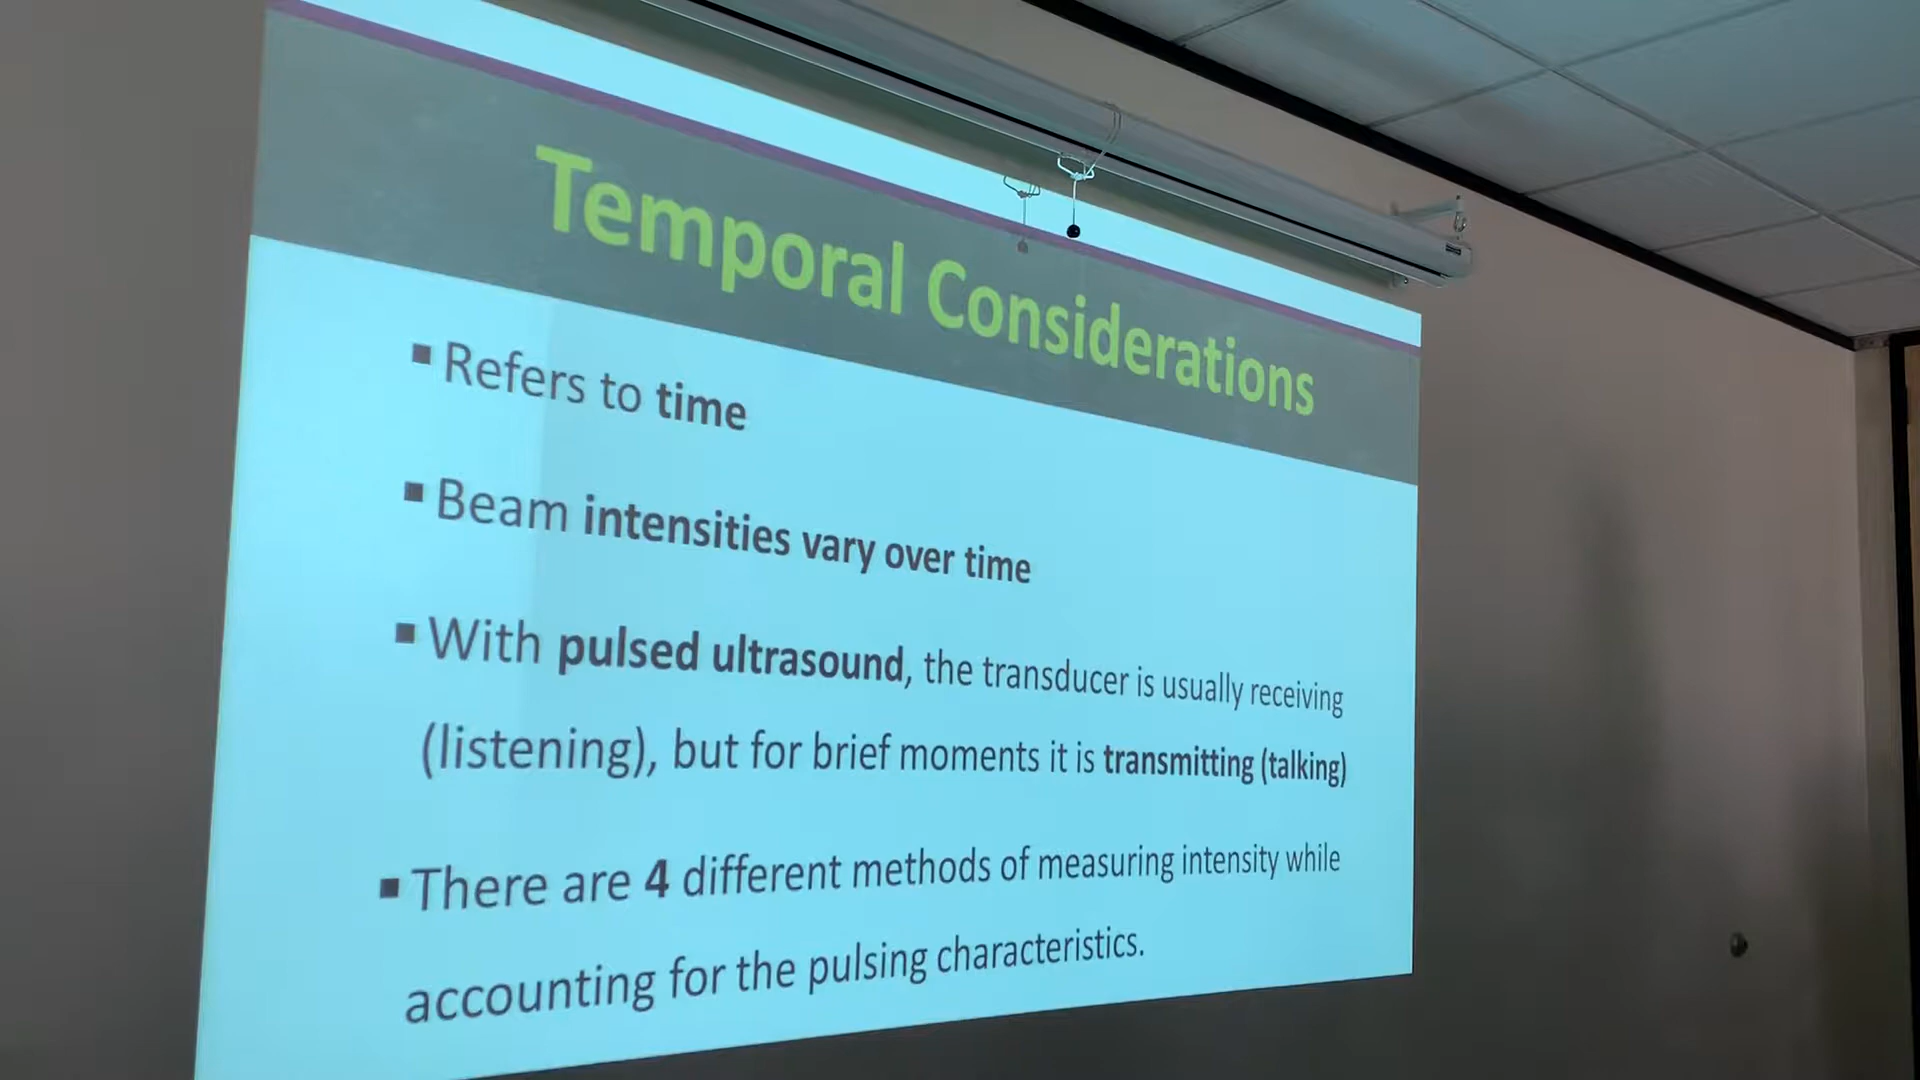 Temporal Considerations
▪ Refers to time
▪ Beam intensities vary over time
▪ With pulsed ultrasound, the transducer is usually receiving
(listening), but for brief moments it is transmitting (talking)
▪ There are 4 different methods of measuring intensity while
accounting for the pulsing characteristics.